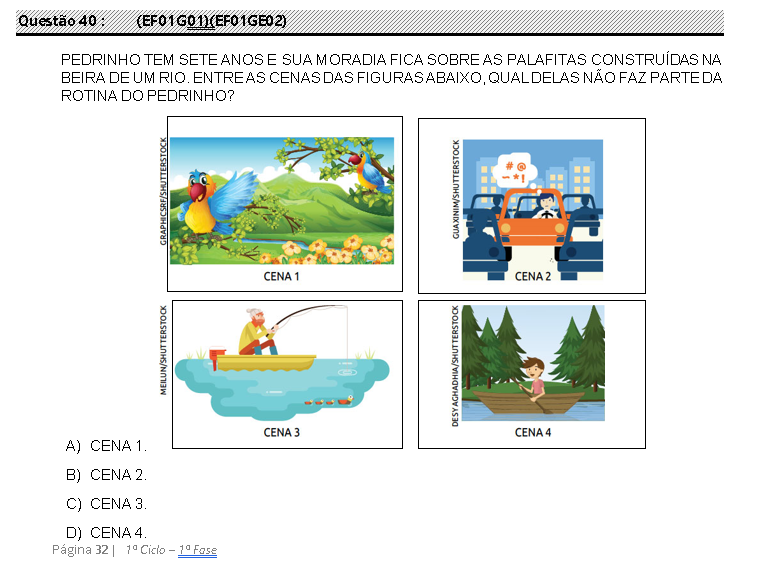 Questão 40 : (EF01G01)(EF01GE02)
PEDRINHO TEM SETE ANOS E SUA MORADIA FICA SOBRE AS PALAFITAS CONSTRUÍDAS NA
BEIRA DE UM RIO. ENTRE AS CENAS DAS FIGURAS ABAIXO, QUAL DELAS NÃO FAZ PARTE DA
ROTINA DO PEDRINHO?
GRAPHICSRF/SHUTTERSTOCK
CENA 1
GUAXINIM/SHUTTERSTOCK
#@
~*!
CENA 2
MEILUN/SHUTTERSTOCK
CENA 3
DESY AGHADHIA/SHUTTERSTOCK
CENA 4
A) CENA 1.
B) CENA 2.
C) CENA 3.
D) CENA 4.
Página 32 | 1º Ciclo – 1ª Fase